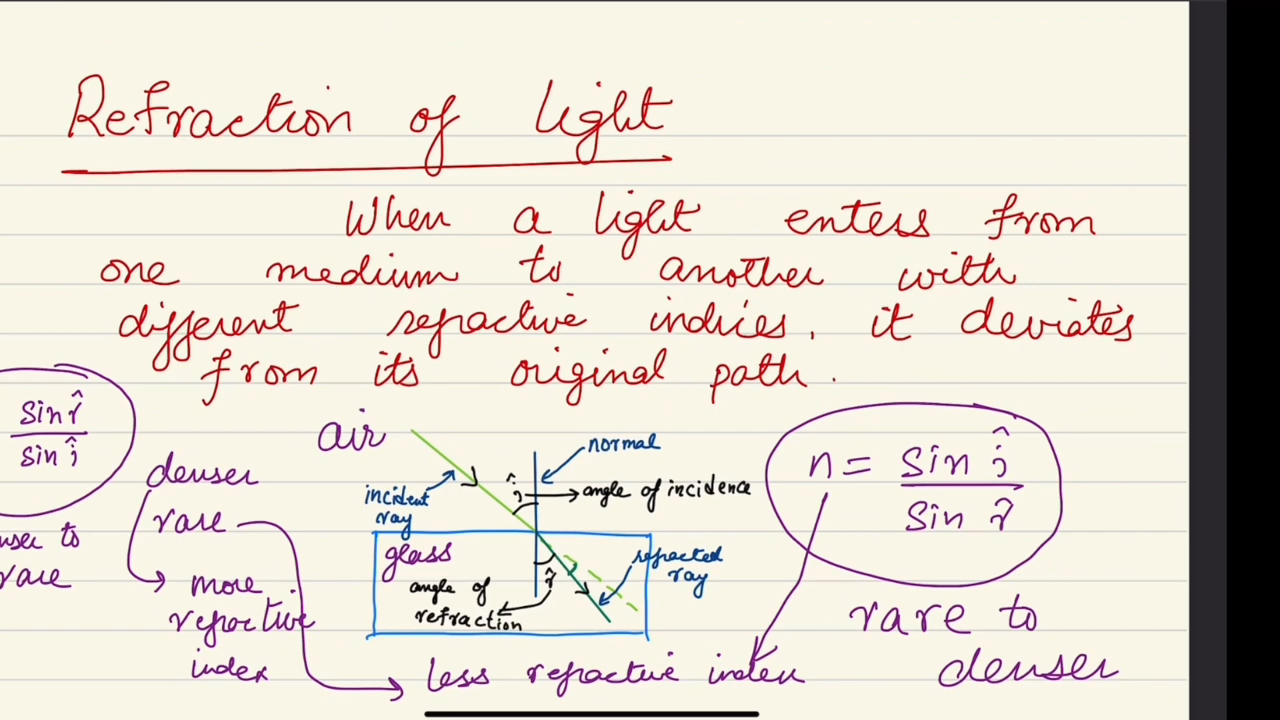 Refraction of light
When a light enters from
one medium to another with
different refractive indices, it deviates
from its original path.
sin r̂
sin î
denser
rare
more
refractive
index
rare
air
incident
ray
normal
î
angle of incidence
glass
angle of
refraction
r̂
refracted
ray
less refractive index
n = sin î
sin r̂
rare to
denser